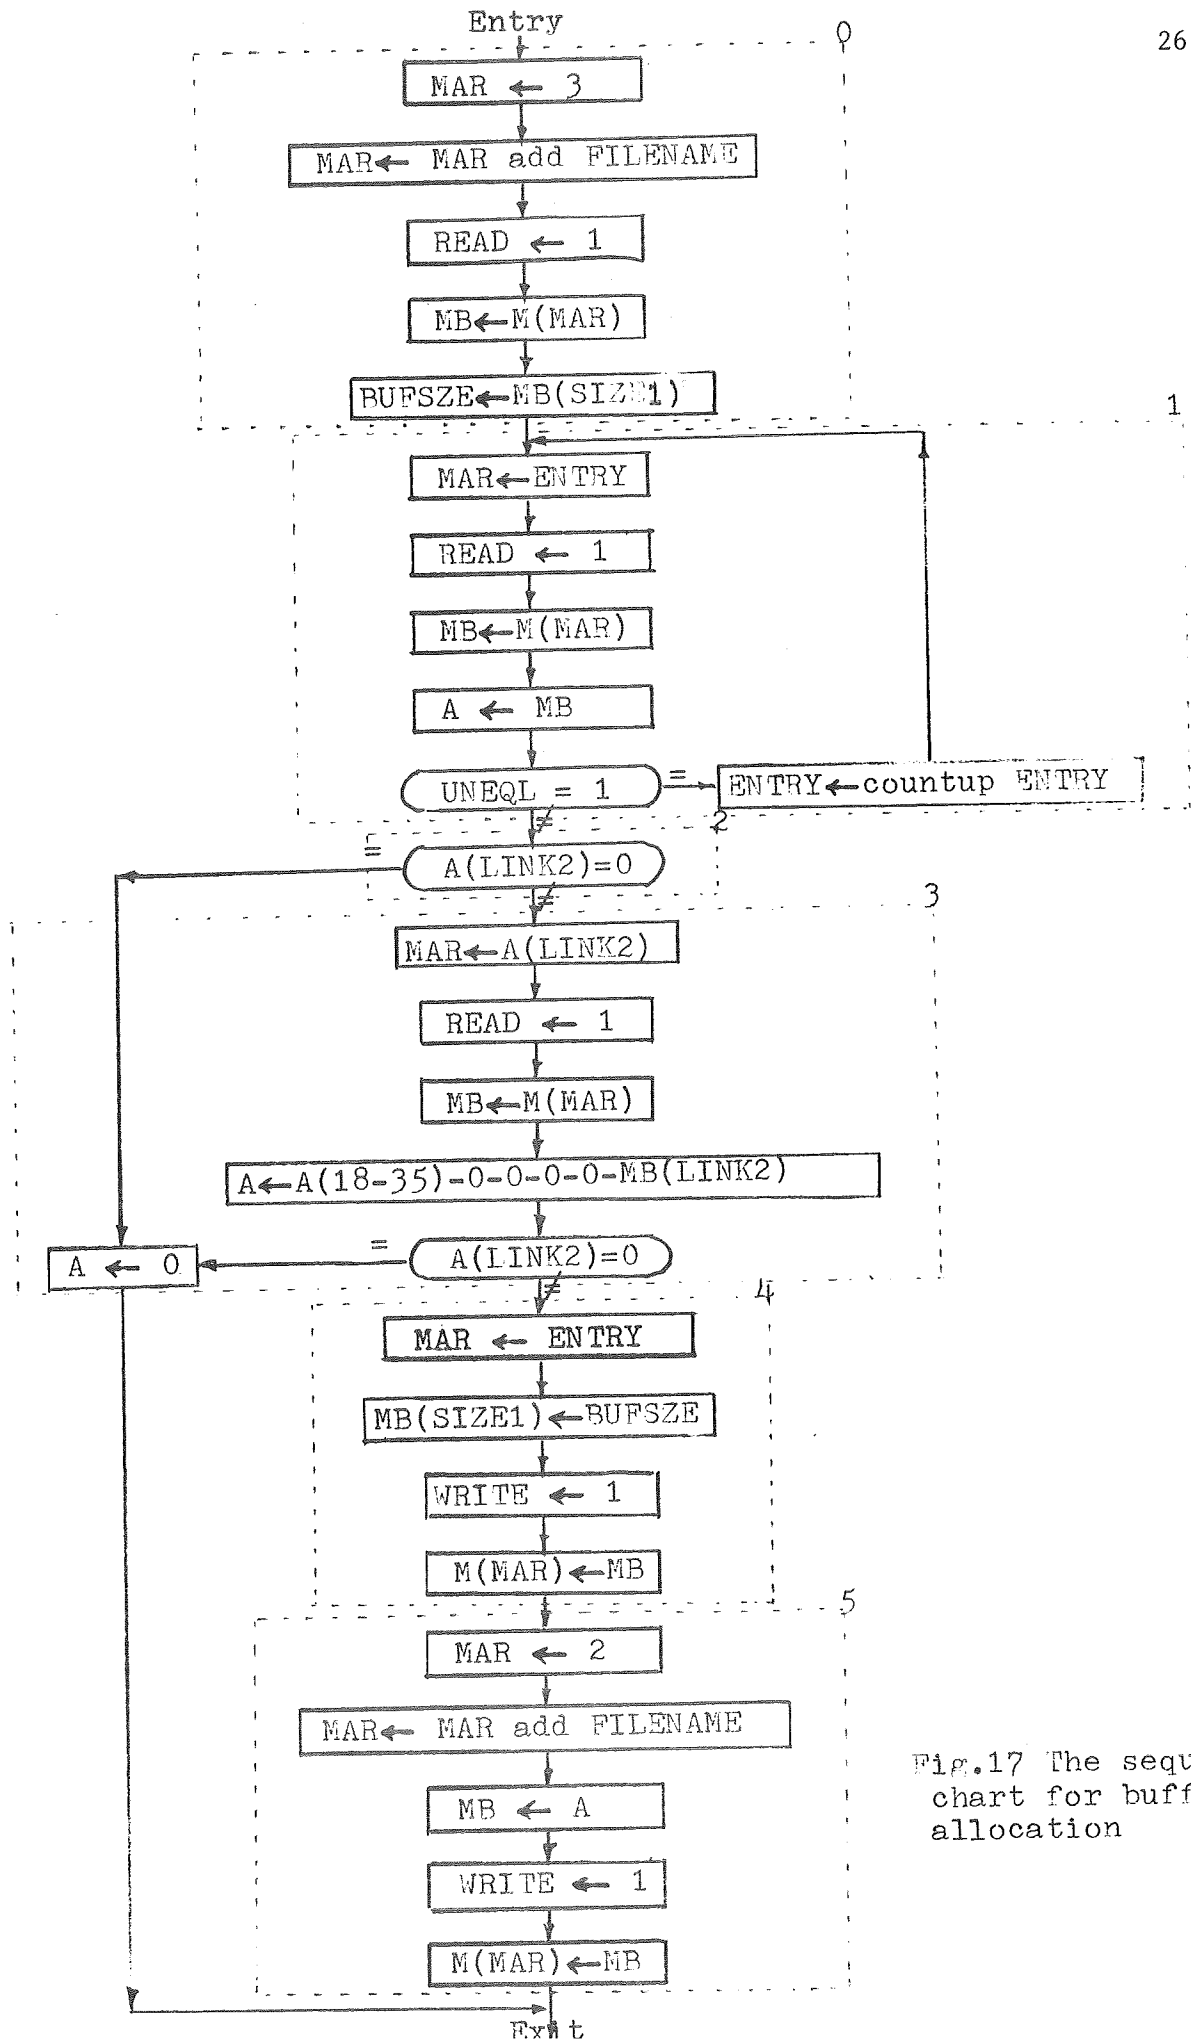 Entry
0
26
MAR ← 3
MAR← MAR add FILENAME
READ ← 1
MB←M(MAR)
BUFSZE←MB(SIZE1)
1
MAR←ENTRY
READ ← 1
MB←M(MAR)
A ← MB
UNEQL = 1
=
ENTRY←countup ENTRY
≠
2
=
A(LINK2)=0
≠
3
MAR←A(LINK2)
READ ← 1
MB←M(MAR)
A←A(18-35)-0-0-0-0-MB(LINK2)
A ← 0
=
A(LINK2)=0
≠
4
MAR ← ENTRY
MB(SIZE1)←BUFSZE
WRITE ← 1
M(MAR)←MB
5
MAR ← 2
MAR← MAR add FILENAME
MB ← A
WRITE ← 1
M(MAR)←MB
Exit
Fig.17 The sequ
chart for buff
allocation